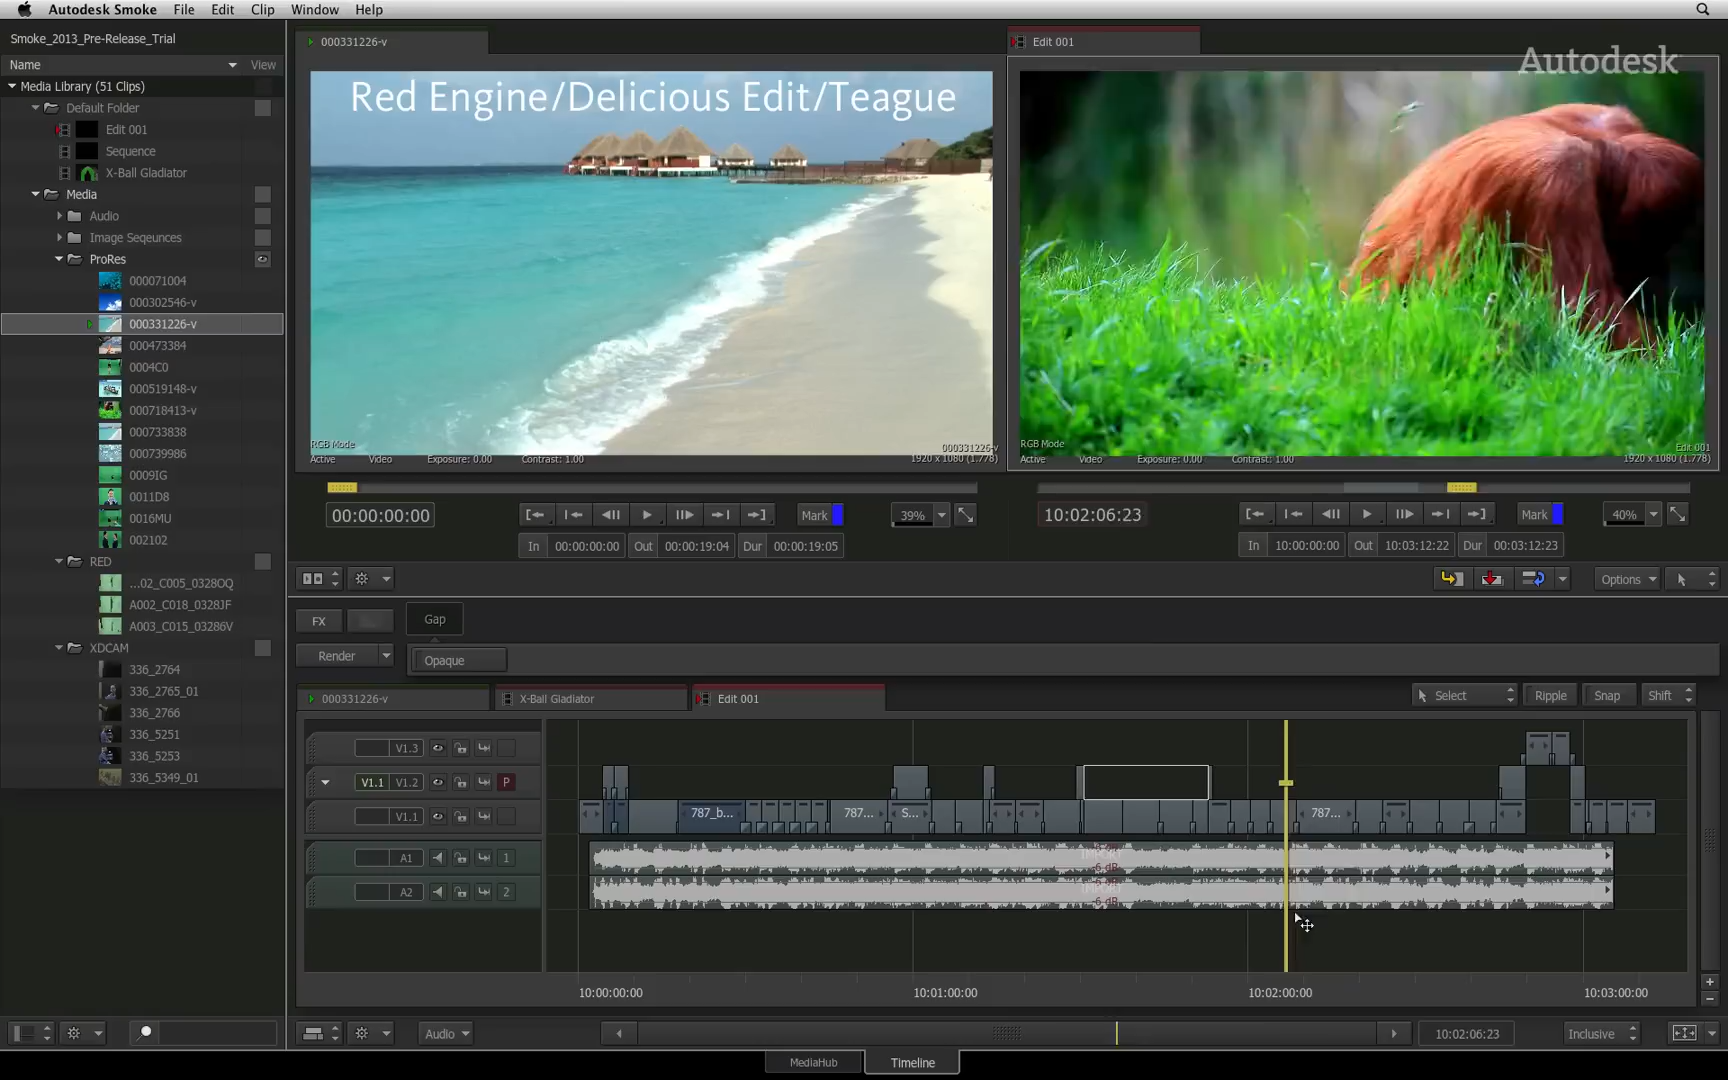 Autodesk Smoke File Edit Clip Window Help
Smoke_2013_Pre-Release_Trial
Name View
Media Library (51 Clips)
Default Folder
Edit 001
Sequence
X-Ball Gladiator
Media
Audio
Image Seqeunces
ProRes
000071004
000302546-v
000331226-v
000473384
0004C0
000519148-v
000718413-v
000733838
000739986
0009IG
0011D8
0016MU
002102
RED
...02_C005_0328OQ
A002_C018_0328JF
A003_C015_03286V
XDCAM
336_2764
336_2765_01
336_2766
336_5251
336_5253
336_5349_01
000331226-v
Red Engine/Delicious Edit/Teague
RGB Mode 000331226-v
Active Video Exposure: 0.00 Contrast: 1.00 1920 x 1080 (1.778)
00:00:00:00 Mark 39%
In 00:00:00:00 Out 00:00:19:04 Dur 00:00:19:05
Edit 001
Autodesk
RGB Mode Edit 001
Active Video Exposure: 0.00 Contrast: 1.00 1920 x 1080 (1.778)
10:02:06:23 Mark 40%
In 10:00:00:00 Out 10:03:12:22 Dur 00:03:12:23
Options
FX Gap
Render Opaque
000331226-v X-Ball Gladiator Edit 001 Select Ripple Snap Shift
V1.3
V1.1 V1.2 P
V1.1 787_b... 787... S... 787...
A1 1
-6 dB
A2 2
-6 dB
10:00:00:00 10:01:00:00 10:02:00:00 10:03:00:00
Audio 10:02:06:23 Inclusive
MediaHub Timeline